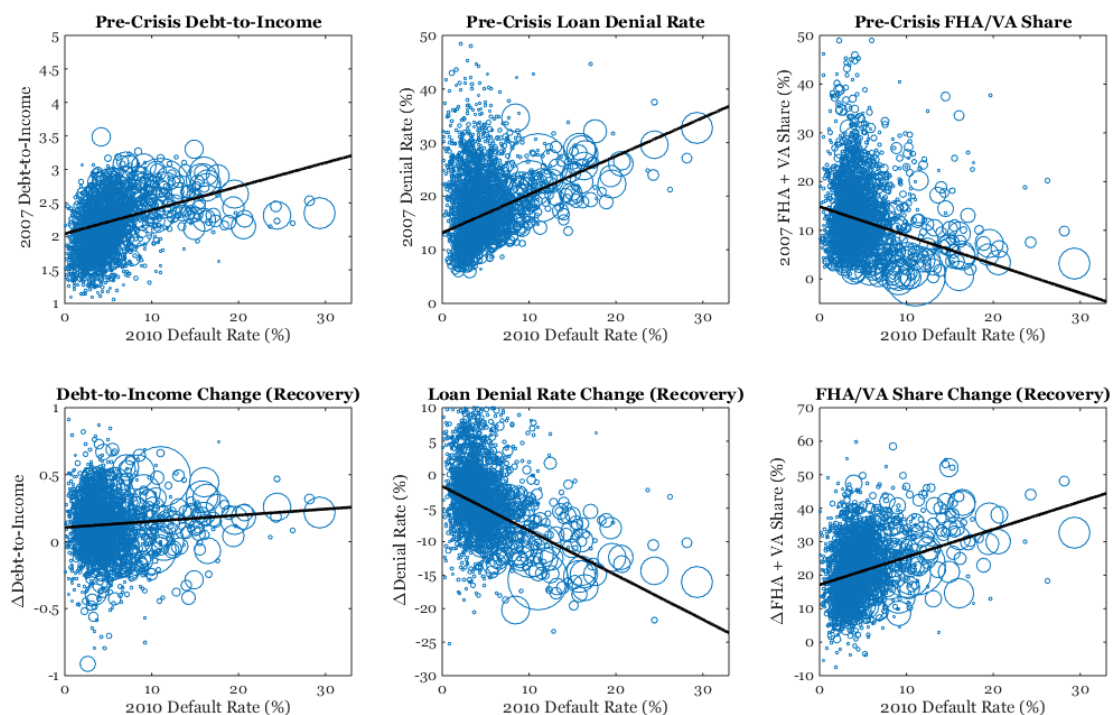 Pre-Crisis Debt-to-Income
5
4.5
4
3.5
3
2.5
2
1.5
1
2007 Debt-to-Income
0 10 20 30
2010 Default Rate (%)
Pre-Crisis Loan Denial Rate
50
40
30
20
10
0
2007 Denial Rate (%)
0 10 20 30
2010 Default Rate (%)
Pre-Crisis FHA/VA Share
50
40
30
20
10
0
2007 FHA + VA Share (%)
0 10 20 30
2010 Default Rate (%)
Debt-to-Income Change (Recovery)
1
0.5
0
-0.5
-1
ΔDebt-to-Income
0 10 20 30
2010 Default Rate (%)
Loan Denial Rate Change (Recovery)
10
5
0
-5
-10
-15
-20
-25
-30
ΔDenial Rate (%)
0 10 20 30
2010 Default Rate (%)
FHA/VA Share Change (Recovery)
70
60
50
40
30
20
10
0
-10
ΔFHA + VA Share (%)
0 10 20 30
2010 Default Rate (%)